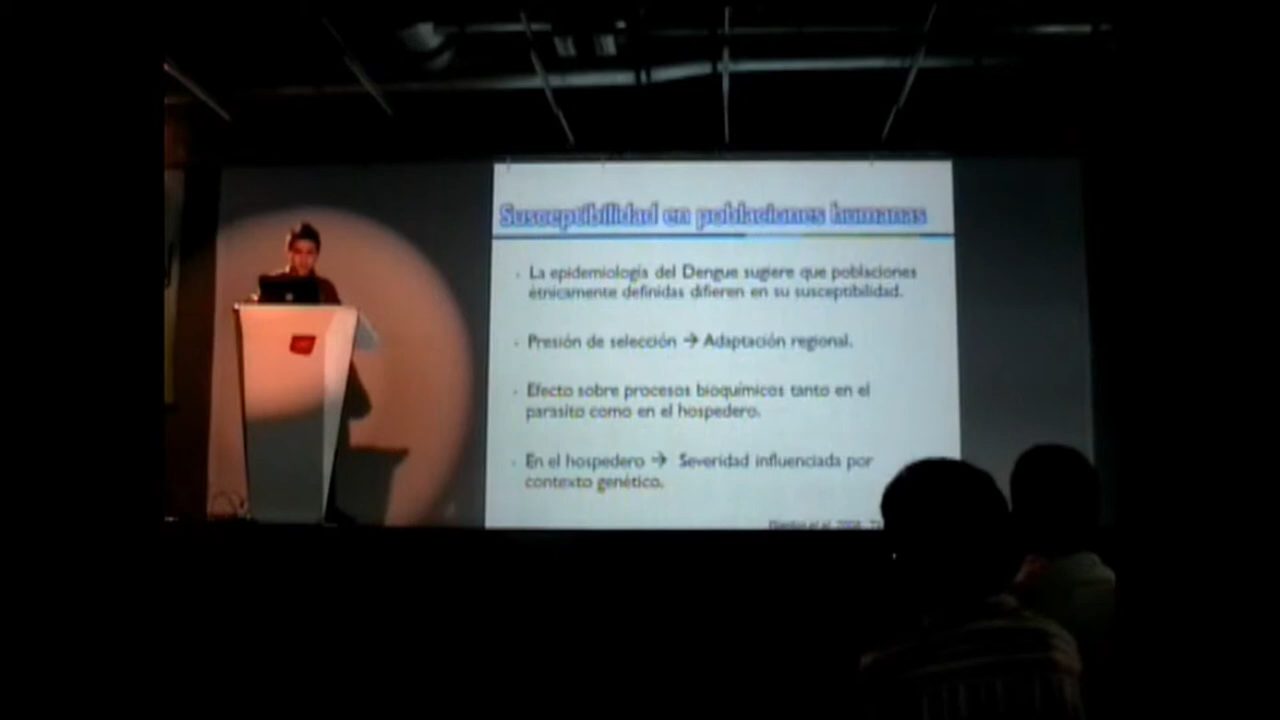 Susceptibilidad en poblaciones humanas
La epidemiología del Dengue sugiere que poblaciones
étnicamente definidas difieren en su susceptibilidad.
Presión de selección → Adaptación regional.
Efecto sobre procesos bioquímicos tanto en el
parasito como en el hospedero.
En el hospedero → Severidad influenciada por
contexto genético.